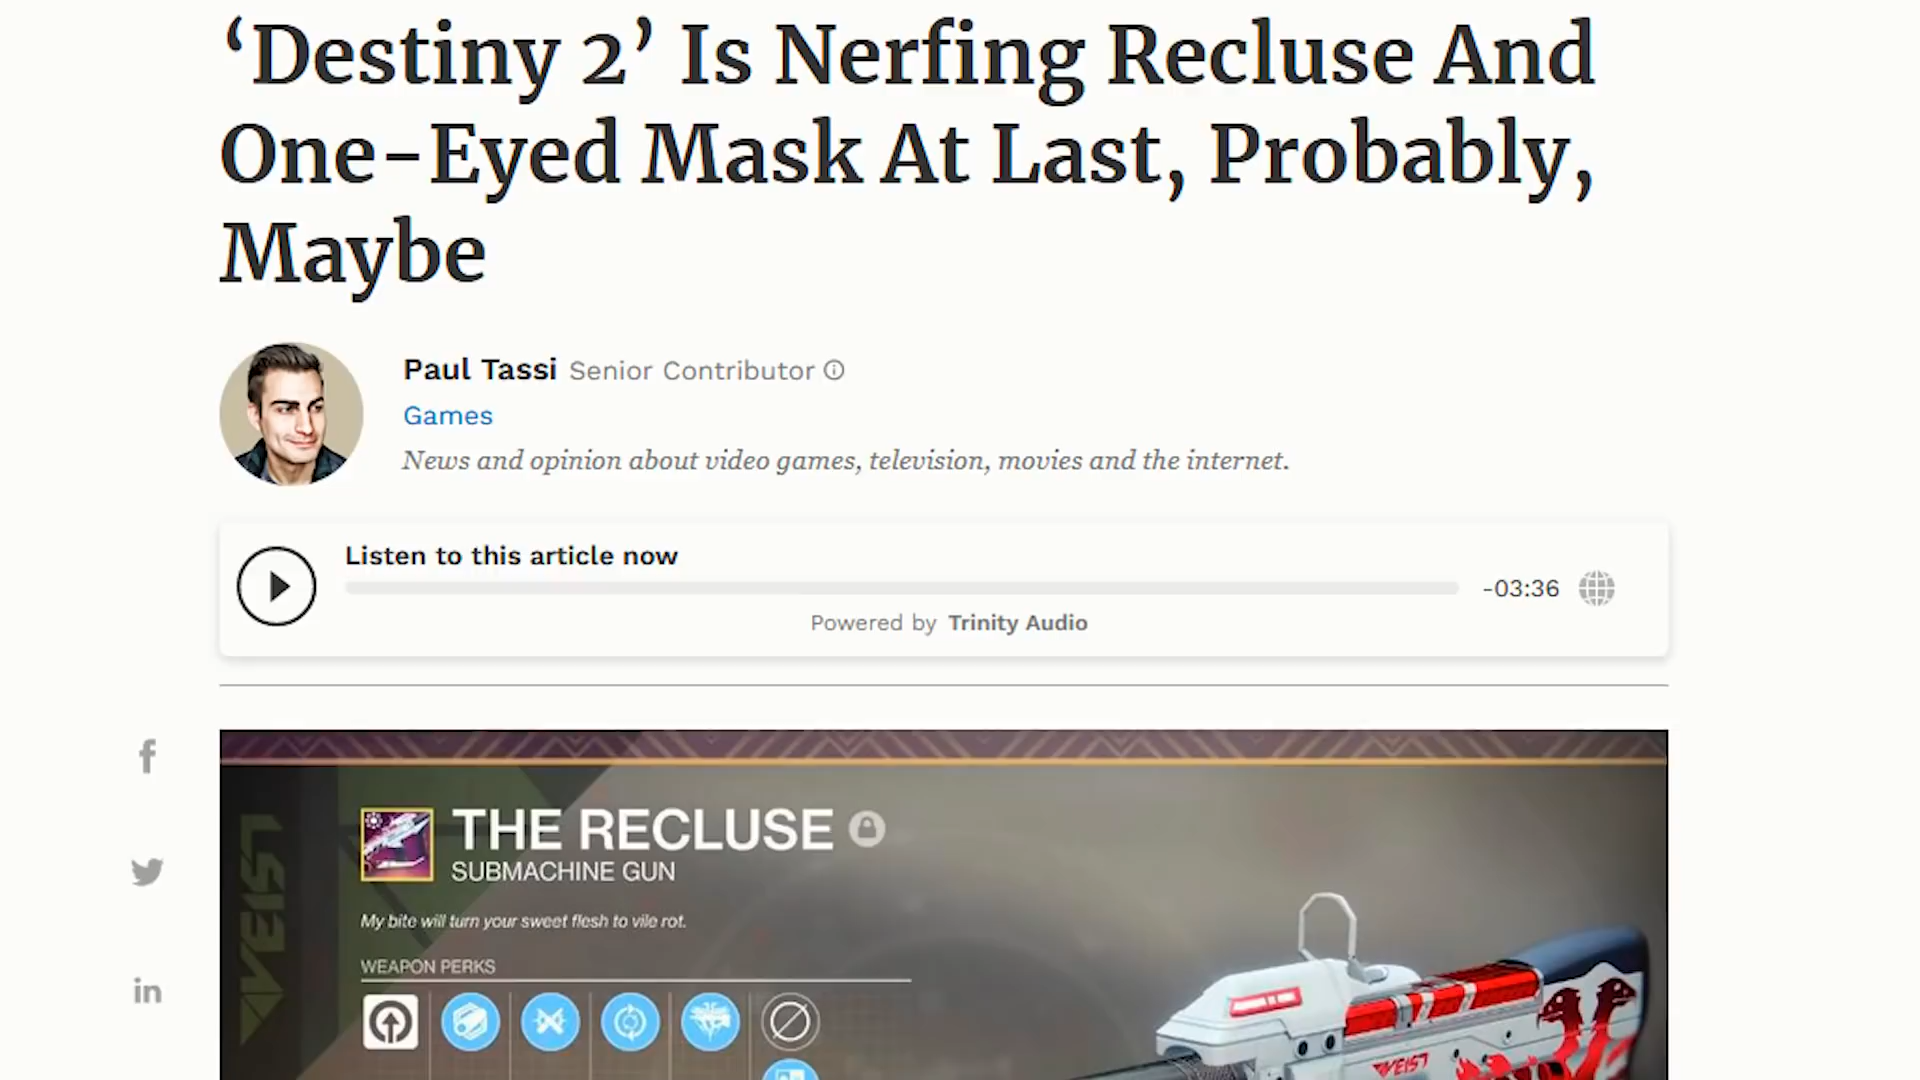 ‘Destiny 2’ Is Nerfing Recluse And
One-Eyed Mask At Last, Probably,
Maybe
Paul Tassi Senior Contributor
Games
News and opinion about video games, television, movies and the internet.
Listen to this article now
-03:36
Powered by Trinity Audio
VEIST
THE RECLUSE
SUBMACHINE GUN
My bite will turn your sweet flesh to vile rot.
WEAPON PERKS
VEIST